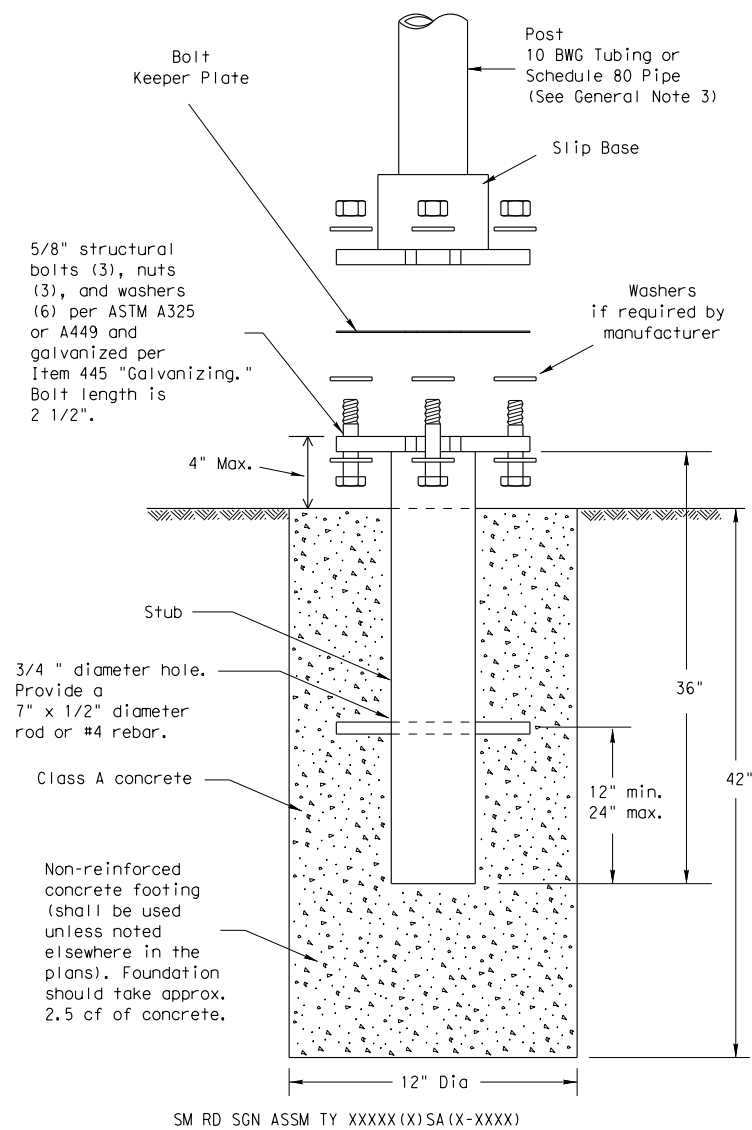 Post
10 BWG Tubing or
Schedule 80 Pipe
(See General Note 3)
Bolt
Keeper Plate
Slip Base
5/8" structural
bolts (3), nuts
(3), and washers
(6) per ASTM A325
or A449 and
galvanized per
Item 445 "Galvanizing."
Bolt length is
2 1/2".
Washers
if required by
manufacturer
4" Max.
Stub
3/4 " diameter hole.
Provide a
7" x 1/2" diameter
rod or #4 rebar.
36"
Class A concrete
12" min.
24" max.
42"
Non-reinforced
concrete footing
(shall be used
unless noted
elsewhere in the
plans). Foundation
should take approx.
2.5 cf of concrete.
12" Dia
SM RD SGN ASSM TY XXXXX(X)SA(X-XXXX)